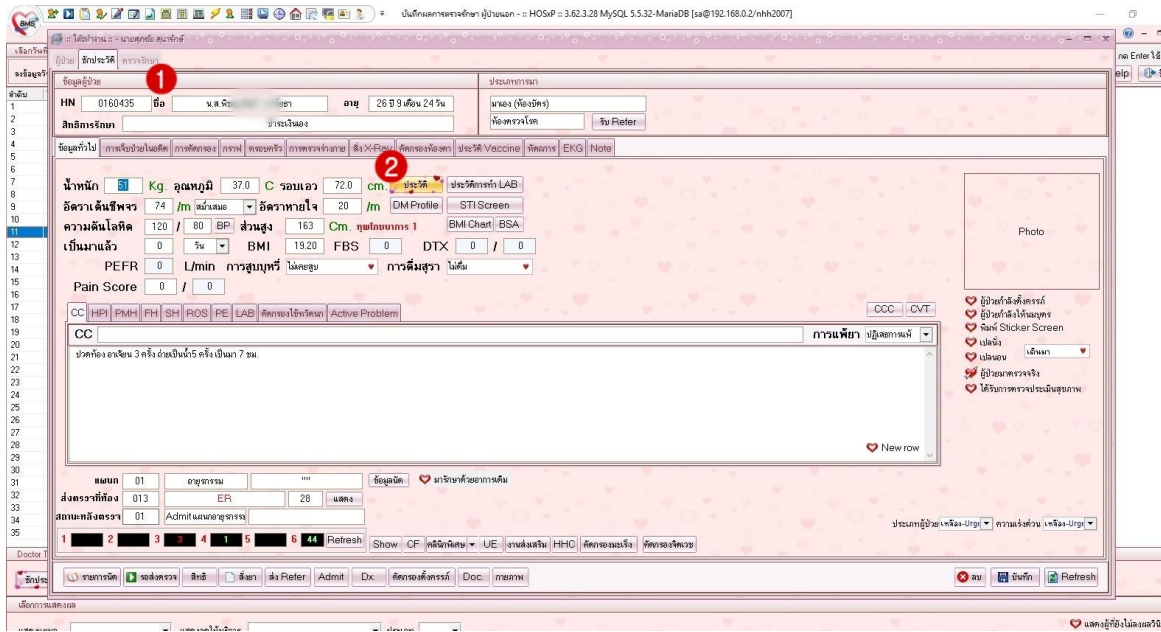 บันทึกผลการตรวจรักษา ผู้ป่วยนอก - :: HOSxP :: 3.62.3.28 MySQL 5.5.32-MariaDB [sa@192.168.0.2/nhh2007]
BMS
ผู้ป่วย ซักประวัติ ตรวจรักษา
1
ข้อมูลผู้ป่วย ประเภทการมา
HN 0160435 ชื่อ อายุ 26 ปี 9 เดือน 24 วัน มาเอง (ห้องบัตร)
สิทธิการรักษา ชำระเงินเอง ห้องตรวจโรค รับ Refer
ข้อมูลทั่วไป การเจ็บป่วยในอดีต การคัดกรอง กราฟ ครอบครัว การตรวจร่างกาย สั่ง X-Ray คัดกรองห้องตา ประวัติ Vaccine หัตถการ EKG Note
2
น้ำหนัก 51 Kg. อุณหภูมิ 37.0 C รอบเอว 72.0 cm. ประวัติ ประวัติการทำ LAB
อัตราเต้นชีพจร 74 /m สม่ำเสมอ อัตราหายใจ 20 /m DM Profile STI Screen
ความดันโลหิต 120 / 80 BP ส่วนสูง 163 Cm. ทุพโภชนาการ 1 BMI Chart BSA
เป็นมาแล้ว 0 วัน BMI 19.20 FBS 0 DTX 0 / 0
PEFR 0 L/min การสูบบุหรี่ ไม่เคยสูบ การดื่มสุรา ไม่ดื่ม
Pain Score 0 / 0
Photo
ผู้ป่วยกำลังตั้งครรภ์
ผู้ป่วยกำลังให้นมบุตร
พิมพ์ Sticker Screen
เปลนั่ง
เปลนอน เดินมา
ผู้ป่วยมาตรวจจริง
ได้รับการตรวจประเมินสุขภาพ
CC HPI PMH FH SH ROS PE LAB คัดกรองใช้หวัดนก Active Problem CCC CVT
CC การแพ้ยา ปฏิเสธการแพ้
ปวดท้อง อาเจียน 3 ครั้ง ถ่ายเป็นน้ำ5 ครั้ง เป็นมา 7 ชม.
New row
แผนก 01 อายุรกรรม ข้อมูลนัด มารักษาด้วยอาการเดิม
ส่งตรวจที่ห้อง 013 ER 28 แสดง
สถานะหลังตรวจ 01 Admit แผนกอายุรกรรม
ประเภทผู้ป่วย เหลือง-Urge ความเร่งด่วน เหลือง-Urge
1 2 3 3 4 1 5 6 44 Refresh Show CF คลินิกพิเศษ UE งานส่งเสริม HHC คัดกรองมะเร็ง คัดกรองจิตเวช
รายการนัด รอส่งตรวจ สิทธิ สั่งยา ส่ง Refer Admit Dx. คัดกรองตั้งครรภ์ Doc. กายภาพ ลบ บันทึก Refresh
เลือกการแสดงผล